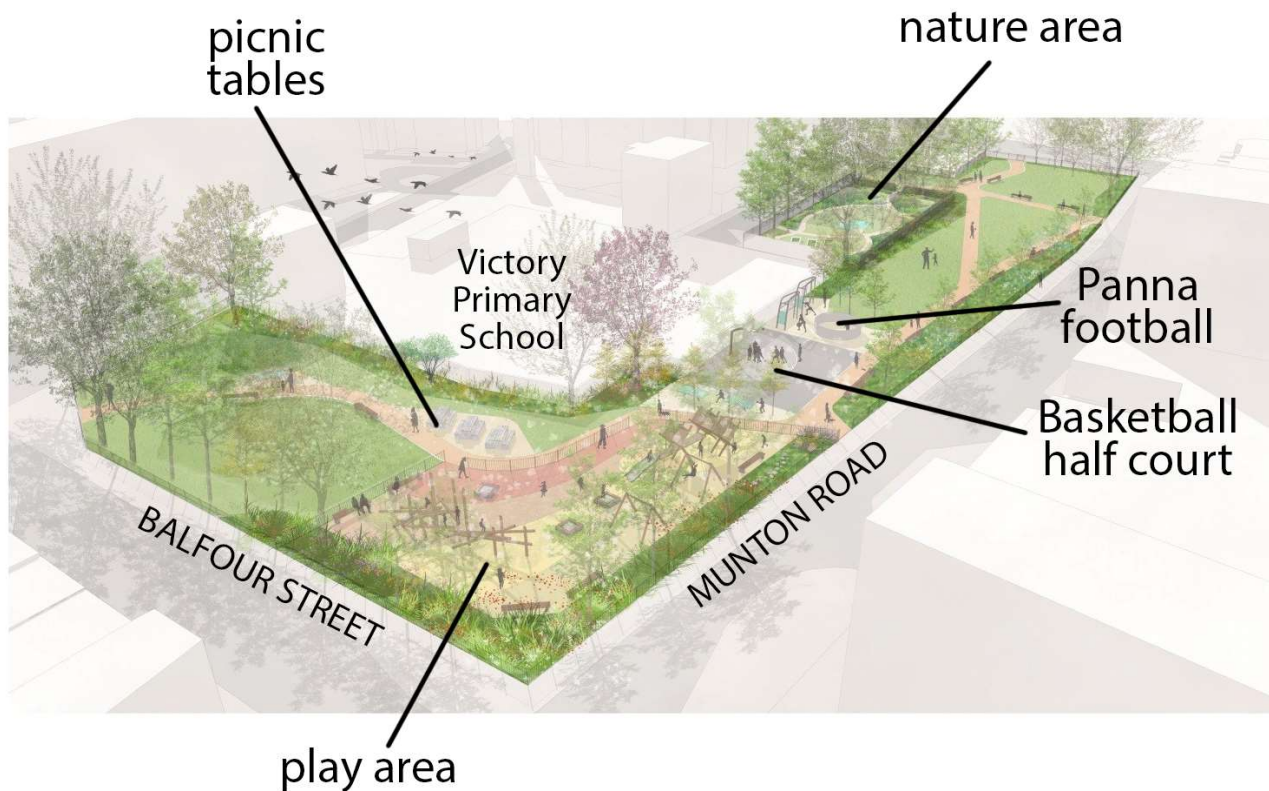 picnic
tables
nature area
Victory
Primary
School
Panna
football
Basketball
half court
BALFOUR STREET
MUNTON ROAD
play area